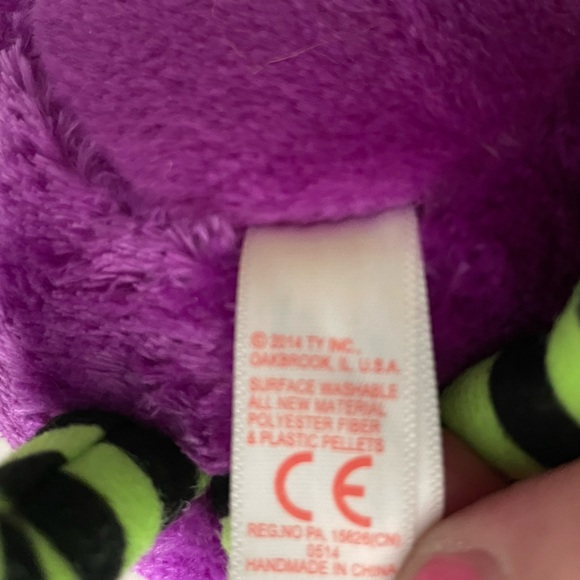 © 2014 TY INC.,
OAKBROOK, IL U.S.A.
SURFACE WASHABLE
ALL NEW MATERIAL
POLYESTER FIBER
& PLASTIC PELLETS
CE
REG.NO PA. 15626(CN)
0514
HANDMADE IN CHINA